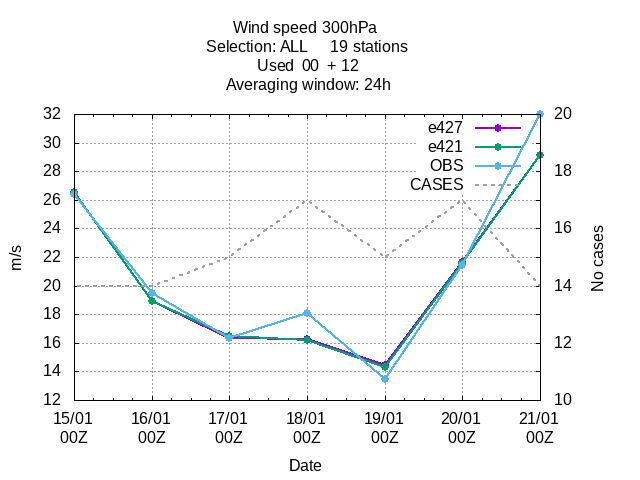 Wind speed 300hPa
Selection: ALL     19 stations
Used  00  + 12
Averaging window: 24h
32
30
28
26
24
22
20
18
16
14
12
m/s
e427
e421
OBS
CASES
20
18
16
14
12
10
No cases
15/01 16/01 17/01 18/01 19/01 20/01 21/01
00Z 00Z 00Z 00Z 00Z 00Z 00Z
Date